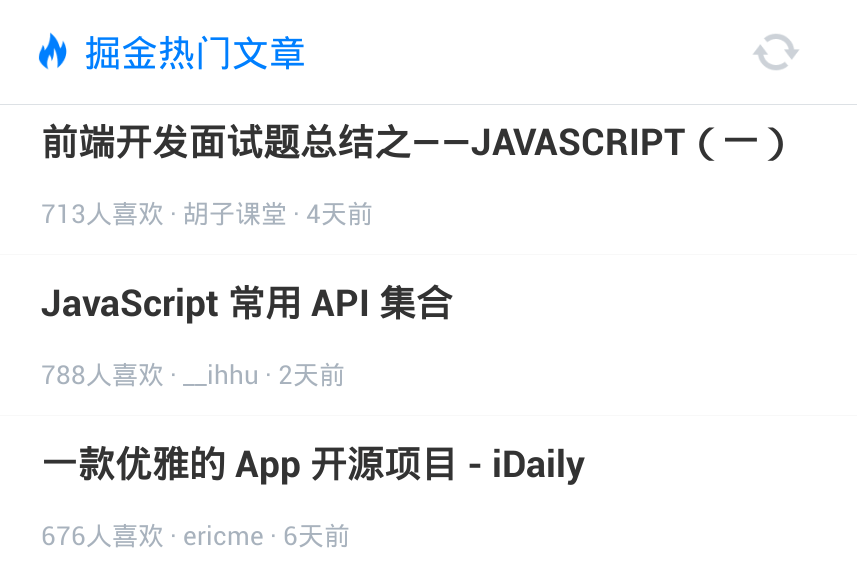 掘金热门文章
前端开发面试题总结之——JAVASCRIPT（一）
713人喜欢 · 胡子课堂 · 4天前
JavaScript 常用 API 集合
788人喜欢 · __ihhu · 2天前
一款优雅的 App 开源项目 - iDaily
676人喜欢 · ericme · 6天前